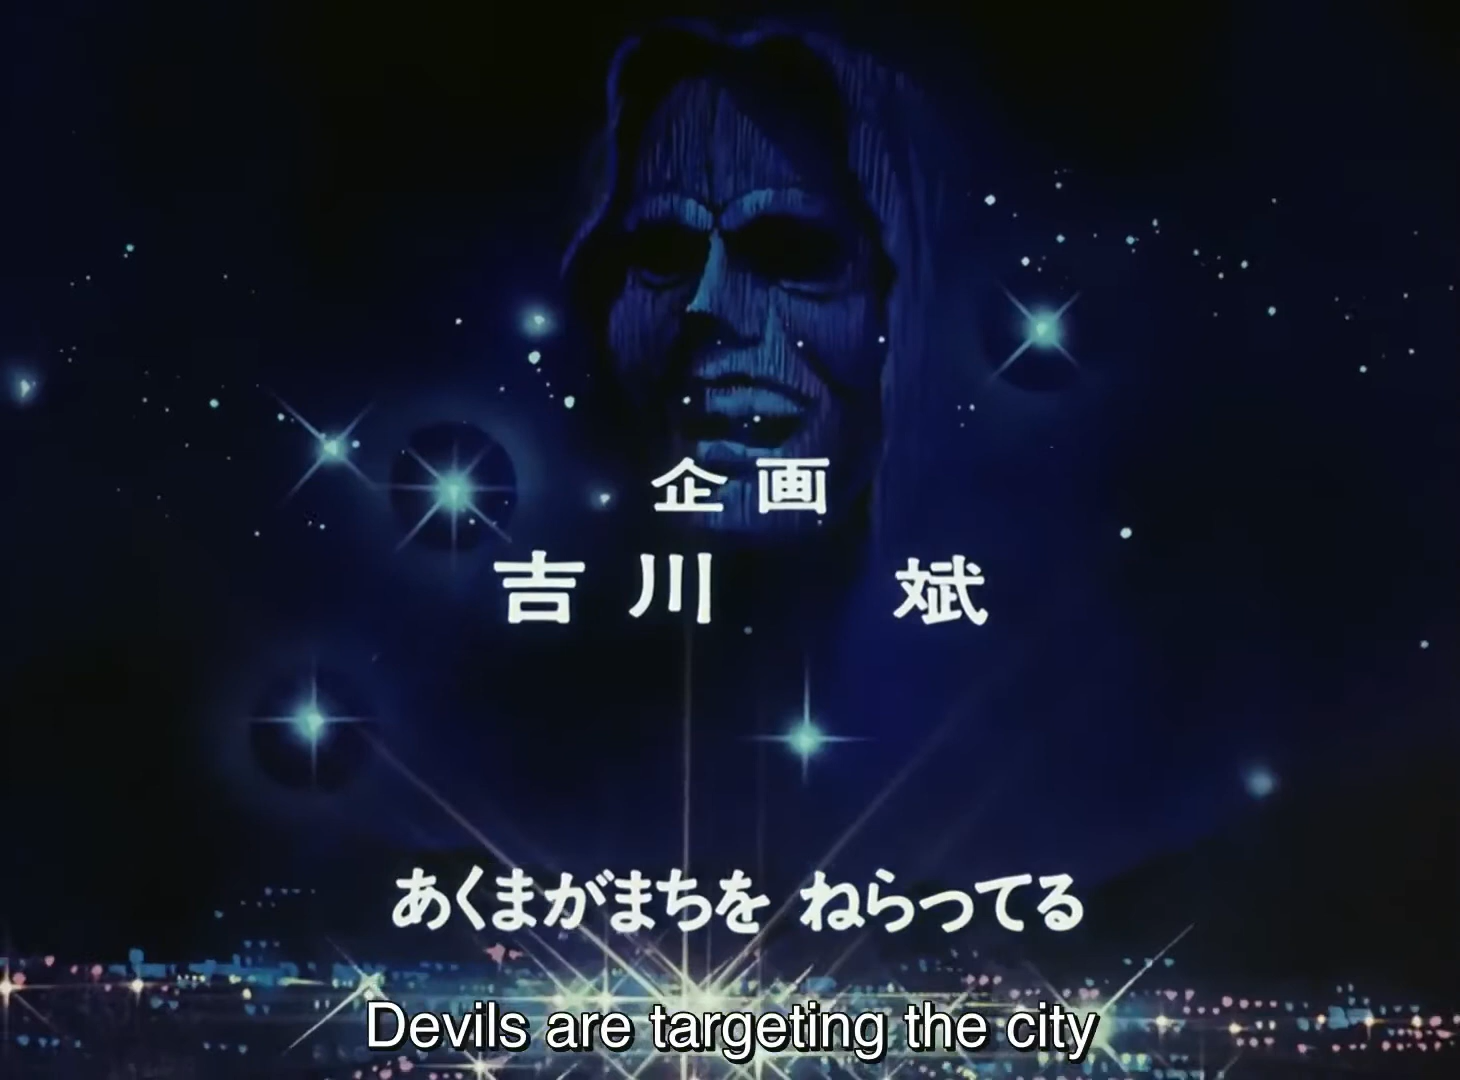 企画
吉川 斌
あくまがまちを ねらってる
Devils are targeting the city